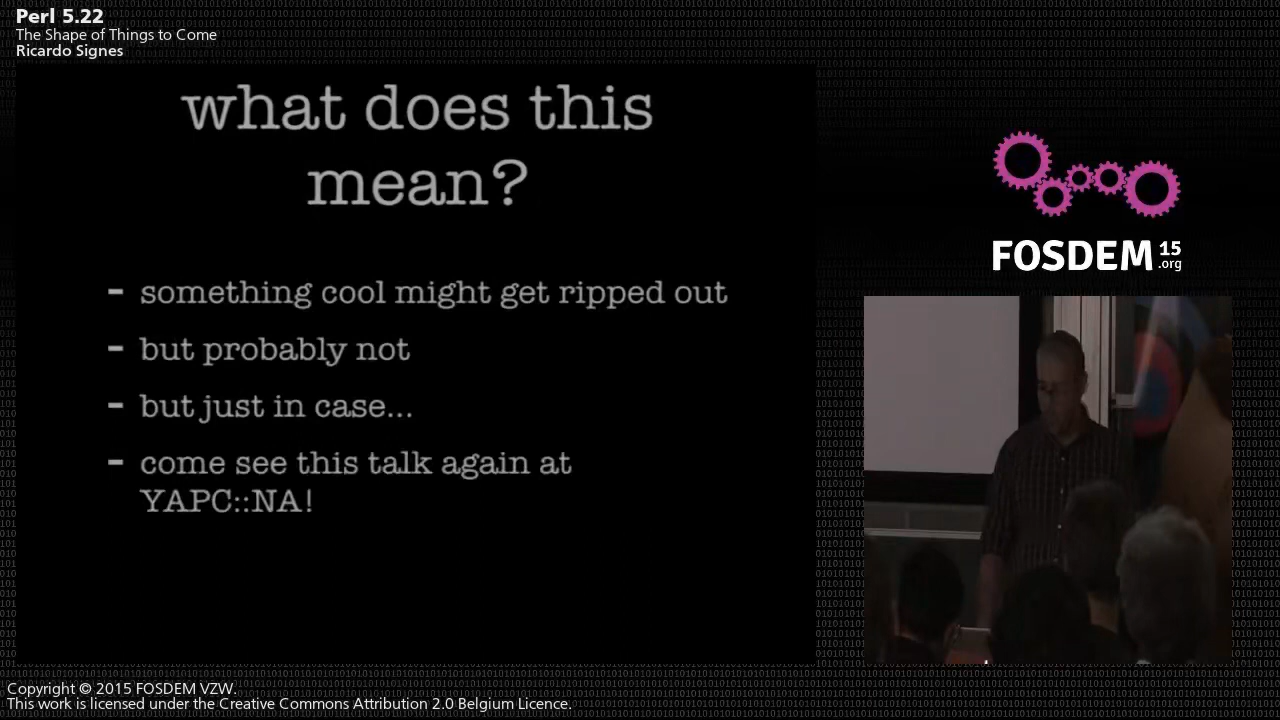 Perl 5.22
The Shape of Things to Come
Ricardo Signes
what does this
mean?
- something cool might get ripped out
- but probably not
- but just in case...
- come see this talk again at
YAPC::NA!
FOSDEM 15
.org
Copyright © 2015 FOSDEM VZW.
This work is licensed under the Creative Commons Attribution 2.0 Belgium Licence.